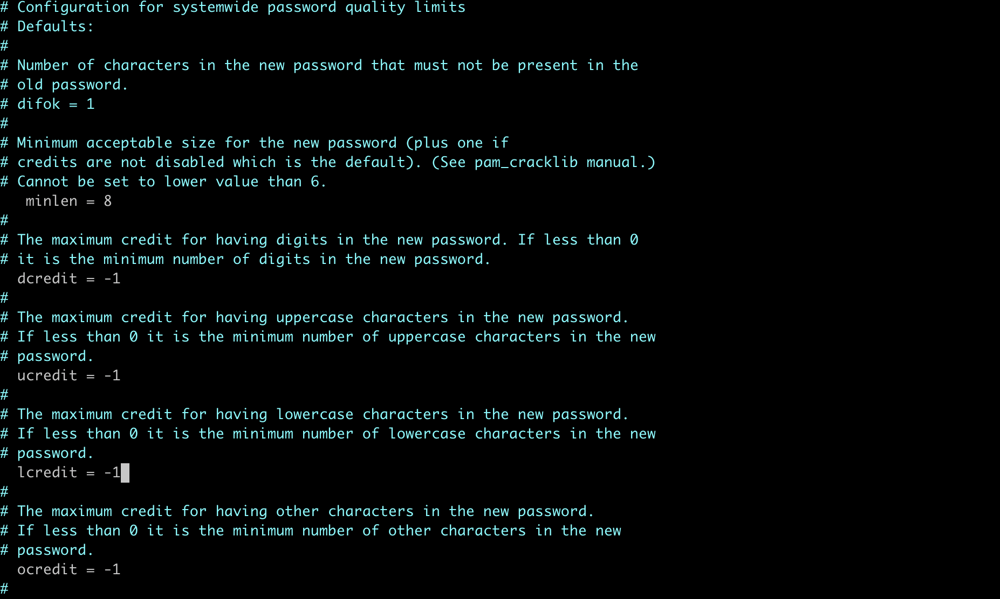 # Configuration for systemwide password quality limits
# Defaults:
#
# Number of characters in the new password that must not be present in the
# old password.
# difok = 1
#
# Minimum acceptable size for the new password (plus one if
# credits are not disabled which is the default). (See pam_cracklib manual.)
# Cannot be set to lower value than 6.
   minlen = 8
#
# The maximum credit for having digits in the new password. If less than 0
# it is the minimum number of digits in the new password.
  dcredit = -1
#
# The maximum credit for having uppercase characters in the new password.
# If less than 0 it is the minimum number of uppercase characters in the new
# password.
  ucredit = -1
#
# The maximum credit for having lowercase characters in the new password.
# If less than 0 it is the minimum number of lowercase characters in the new
# password.
  lcredit = -1
#
# The maximum credit for having other characters in the new password.
# If less than 0 it is the minimum number of other characters in the new
# password.
  ocredit = -1
#